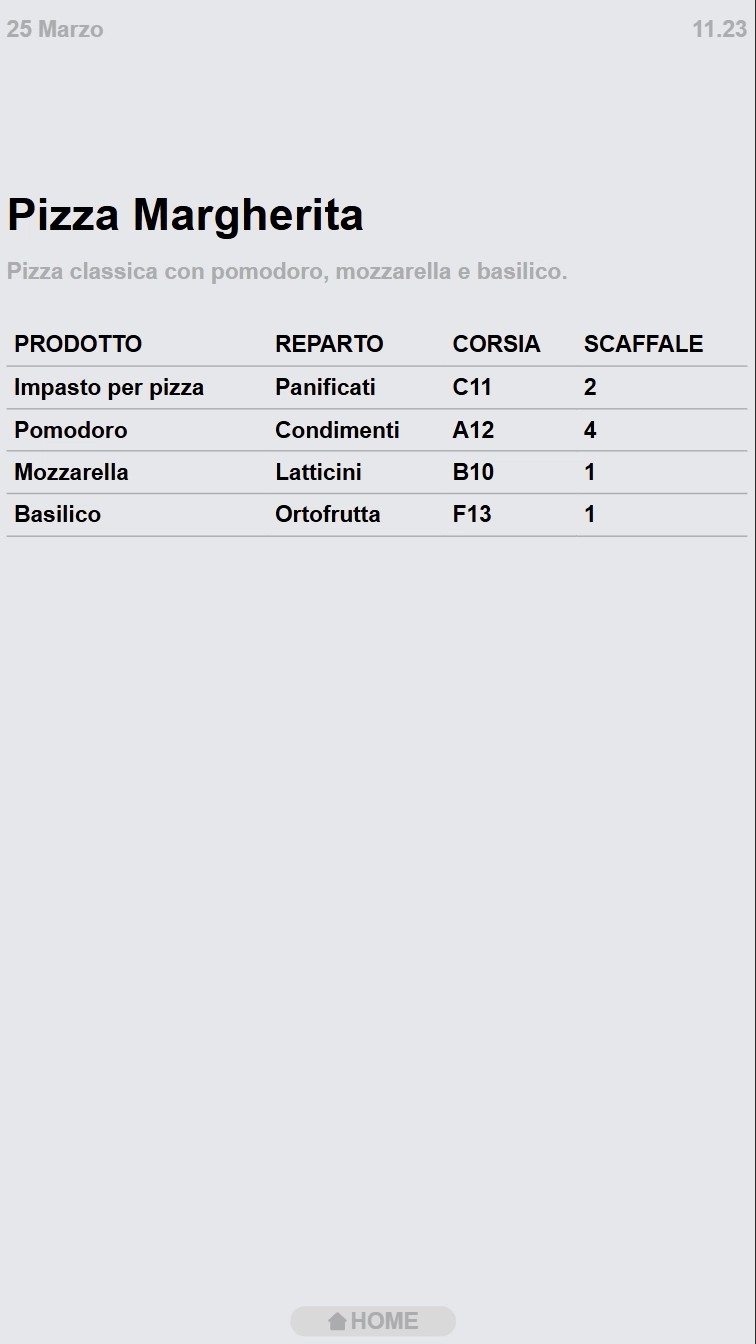 25 Marzo 11.23
Pizza Margherita
Pizza classica con pomodoro, mozzarella e basilico.
PRODOTTO REPARTO CORSIA SCAFFALE
Impasto per pizza Panificati C11 2
Pomodoro Condimenti A12 4
Mozzarella Latticini B10 1
Basilico Ortofrutta F13 1
HOME